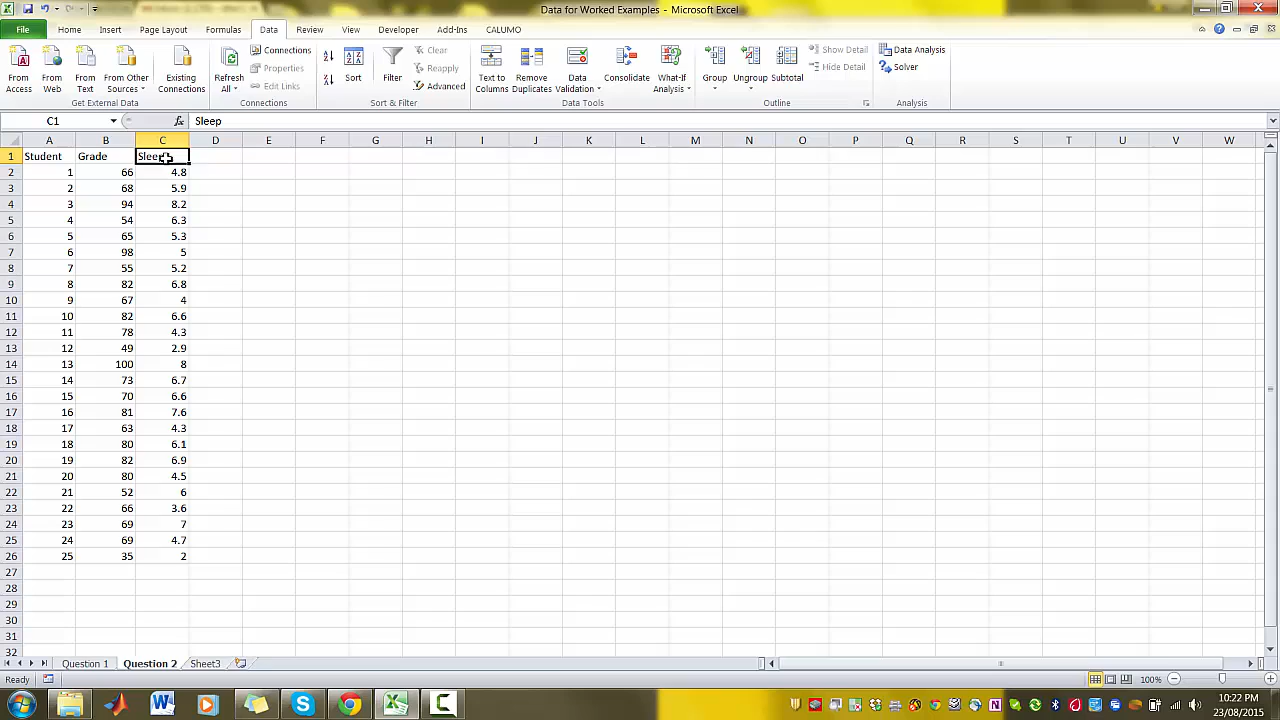 Data for Worked Examples - Microsoft Excel
File Home Insert Page Layout Formulas Data Review View Developer Add-Ins CALUMO
From Access From Web From Text From Other Sources Existing Connections
Get External Data
Refresh All Connections Properties Edit Links
Connections
Sort Filter Clear Reapply Advanced
Sort & Filter
Text to Columns Remove Duplicates Data Validation Consolidate What-If Analysis
Data Tools
Group Ungroup Subtotal Show Detail Hide Detail
Outline
Data Analysis Solver
Analysis
C1 fx Sleep
A B C D E F G H I J K L M N O P Q R S T U V W
1 Student Grade Sleep
2 1 66 4.8
3 2 68 5.9
4 3 94 8.2
5 4 54 6.3
6 5 65 5.3
7 6 98 5
8 7 55 5.2
9 8 82 6.8
10 9 67 4
11 10 82 6.6
12 11 78 4.3
13 12 49 2.9
14 13 100 8
15 14 73 6.7
16 15 70 6.6
17 16 81 7.6
18 17 63 4.3
19 18 80 6.1
20 19 82 6.9
21 20 80 4.5
22 21 52 6
23 22 66 3.6
24 23 69 7
25 24 69 4.7
26 25 35 2
27
28
29
30
31
32
Question 1 Question 2 Sheet3
Ready 100%
10:22 PM
23/08/2015